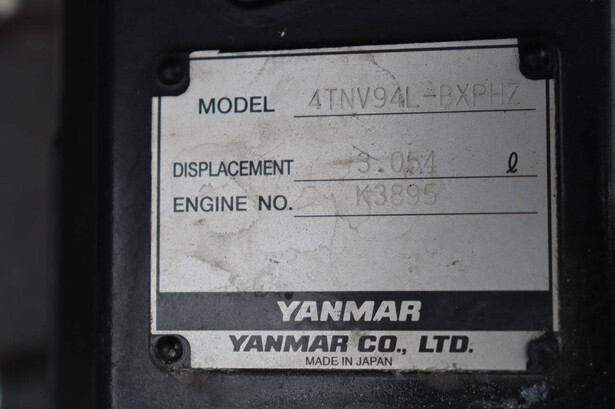 MODEL 4TNV94L-BXPHZ
DISPLACEMENT 3.054 ℓ
ENGINE NO. K3895
YANMAR
YANMAR CO., LTD.
MADE IN JAPAN